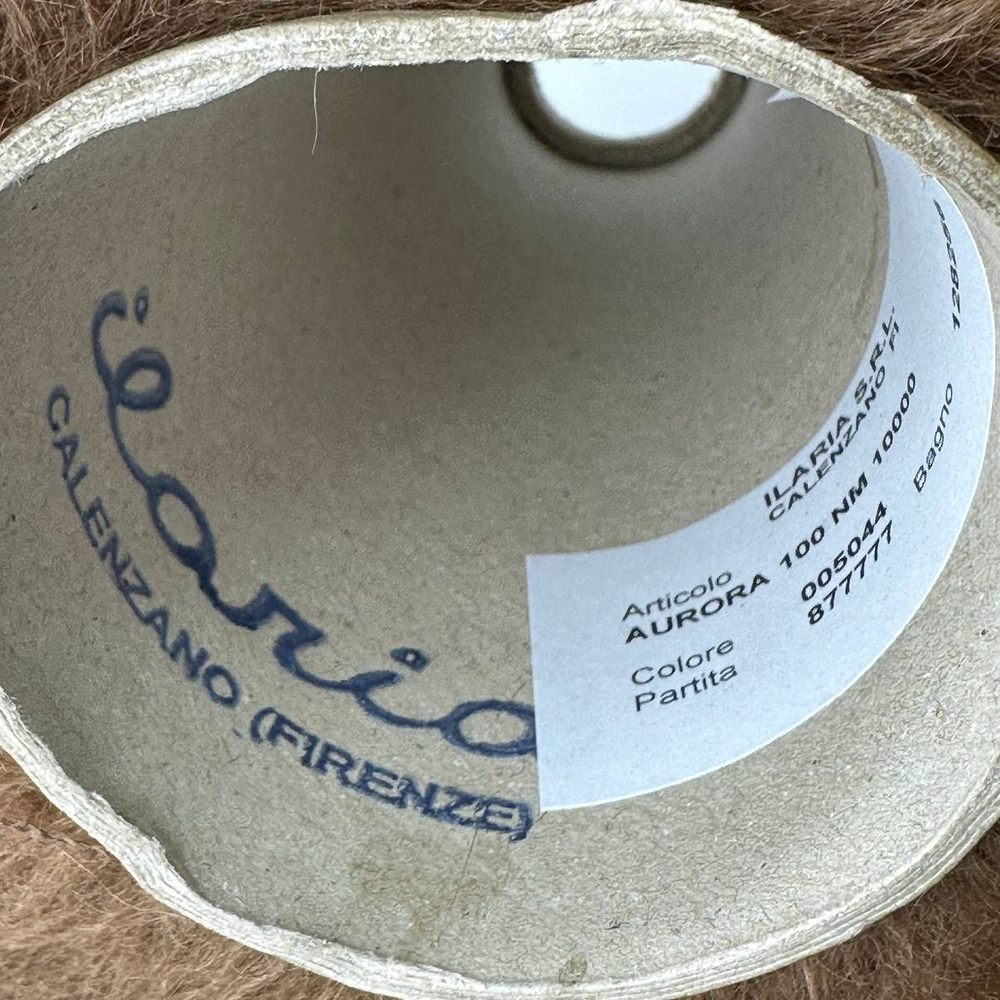 ilaria
CALENZANO (FIRENZE)
ILARIA S.R.L.
CALENZANO FI
Articolo
AURORA 100 NM 10000
Colore 005044 Bagno
Partita 877777